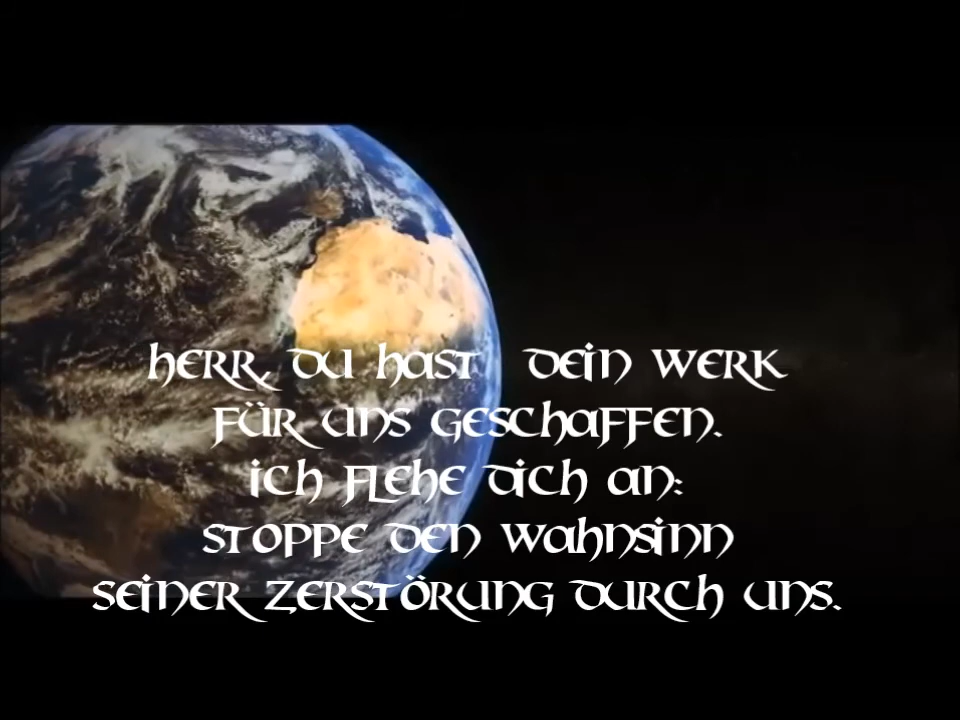 HERR, DU HAST DEIN WERK
FÜR UNS GESCHAFFEN.
ICH FLEHE DICH AN:
STOPPE DEN WAHNSINN
SEINER ZERSTÖRUNG DURCH UNS.